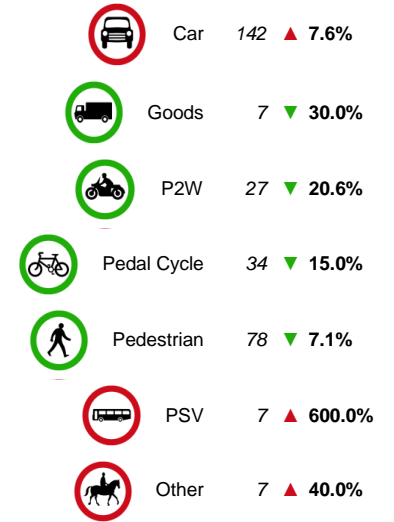 Car 142 ▲ 7.6%
Goods 7 ▼ 30.0%
P2W 27 ▼ 20.6%
Pedal Cycle 34 ▼ 15.0%
Pedestrian 78 ▼ 7.1%
PSV 7 ▲ 600.0%
Other 7 ▲ 40.0%